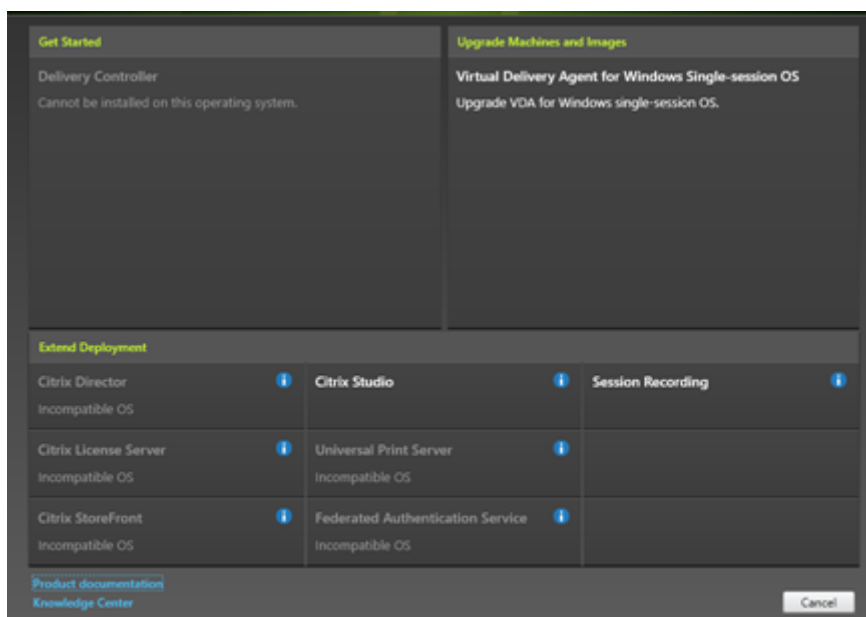 Get Started
Upgrade Machines and Images
Delivery Controller
Cannot be installed on this operating system.
Virtual Delivery Agent for Windows Single-session OS
Upgrade VDA for Windows single-session OS.
Extend Deployment
Citrix Director
Incompatible OS
Citrix Studio
Session Recording
Citrix License Server
Incompatible OS
Universal Print Server
Incompatible OS
Citrix StoreFront
Incompatible OS
Federated Authentication Service
Incompatible OS
Product documentation
Knowledge Center
Cancel